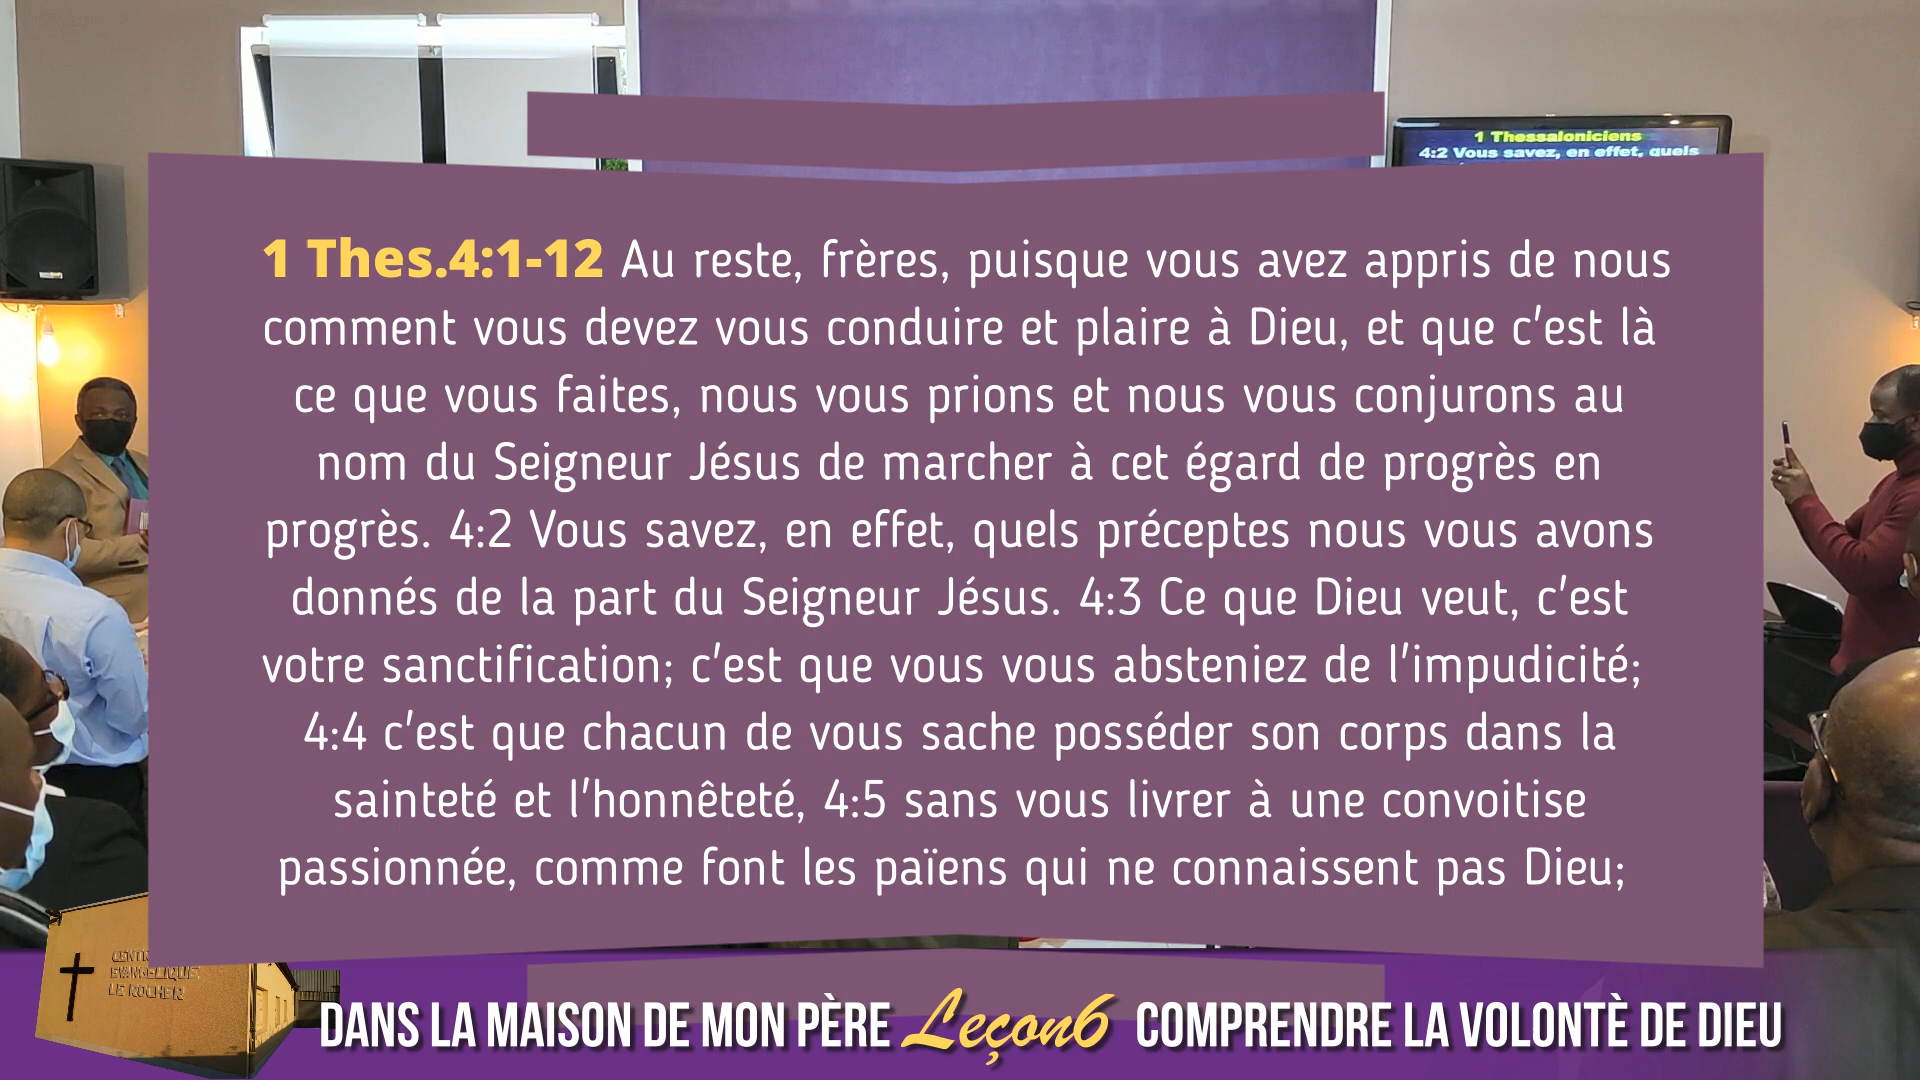 1 Thessaloniciens
4:2 Vous savez, en effet, quels
1 Thes.4:1-12 Au reste, frères, puisque vous avez appris de nous
comment vous devez vous conduire et plaire à Dieu, et que c'est là
ce que vous faites, nous vous prions et nous vous conjurons au
nom du Seigneur Jésus de marcher à cet égard de progrès en
progrès. 4:2 Vous savez, en effet, quels préceptes nous vous avons
donnés de la part du Seigneur Jésus. 4:3 Ce que Dieu veut, c'est
votre sanctification; c'est que vous vous absteniez de l'impudicité;
4:4 c'est que chacun de vous sache posséder son corps dans la
sainteté et l'honnêteté, 4:5 sans vous livrer à une convoitise
passionnée, comme font les païens qui ne connaissent pas Dieu;
EVANGELIQUE
LE ROCHER
DANS LA MAISON DE MON PÈRE Leçon6 COMPRENDRE LA VOLONTÈ DE DIEU